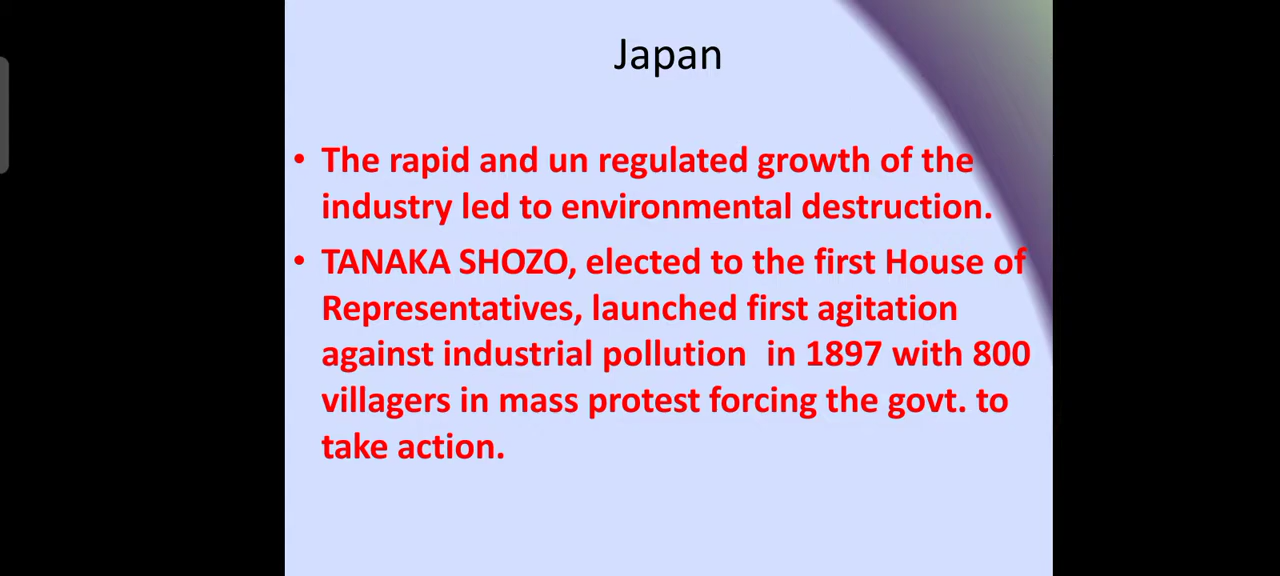 Japan
• The rapid and un regulated growth of the
industry led to environmental destruction.
• TANAKA SHOZO, elected to the first House of
Representatives, launched first agitation
against industrial pollution  in 1897 with 800
villagers in mass protest forcing the govt. to
take action.